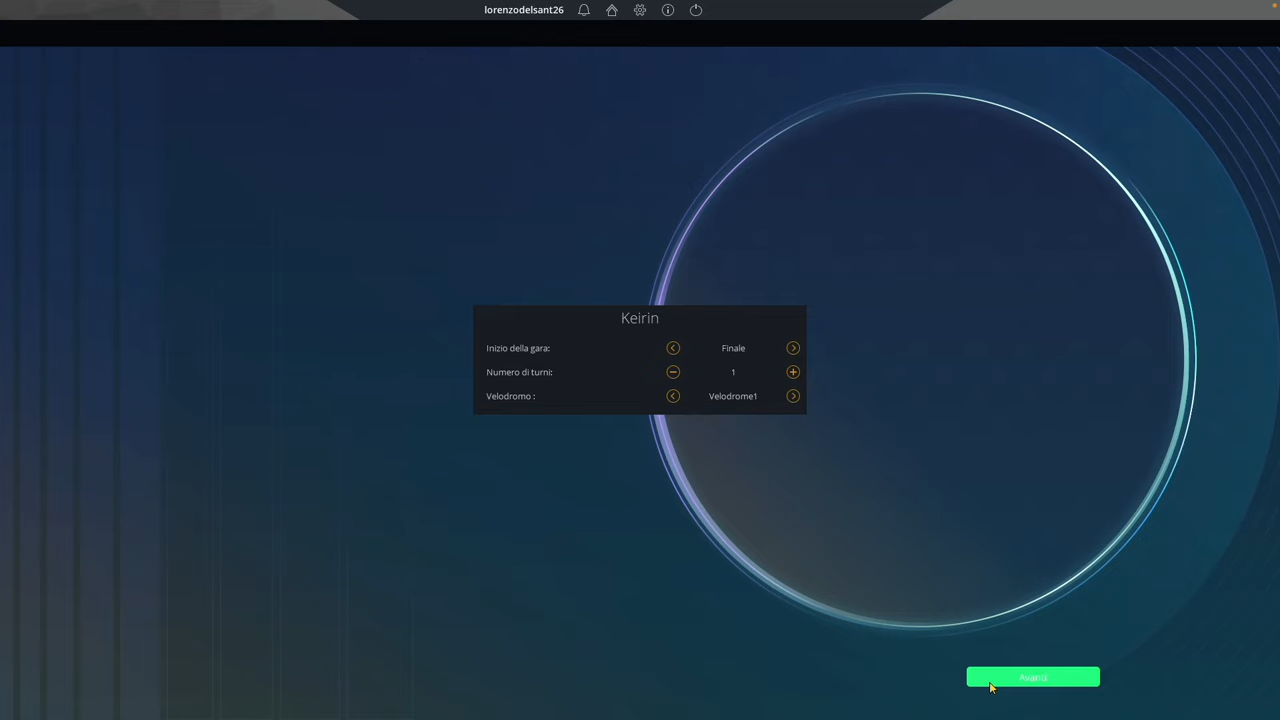 lorenzodelsant26
Keirin
Inizio della gara: Finale
Numero di turni: 1
Velodromo : Velodrome1
Avanti